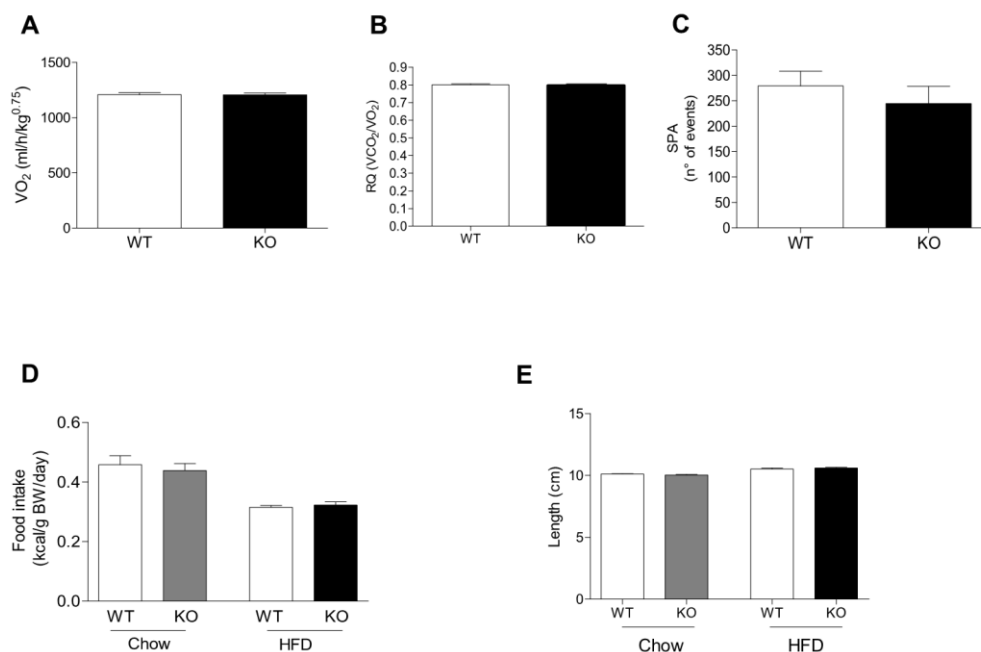 A
VO2 (ml/h/kg0.75)
1500
1000
500
0
WT KO
B
RQ (VCO2/VO2)
0.9
0.8
0.7
0.6
0.5
0.4
0.3
0.2
0.1
0.0
WT KO
C
SPA
(n° of events)
350
300
250
200
150
100
50
0
WT KO
D
Food intake
(kcal/g BW/day)
0.6
0.4
0.2
0.0
WT KO WT KO
Chow HFD
E
Length (cm)
15
10
5
0
WT KO WT KO
Chow HFD